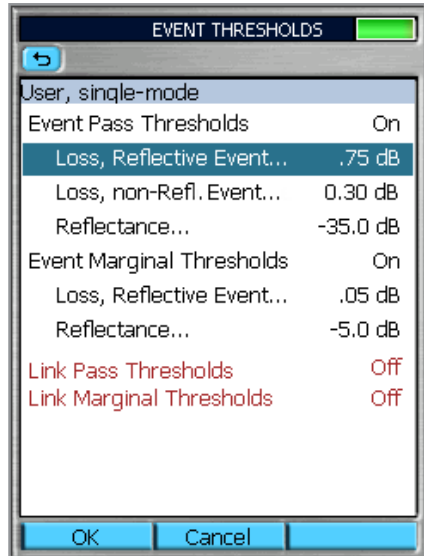 EVENT THRESHOLDS
User, single-mode
Event Pass Thresholds On
Loss, Reflective Event... .75 dB
Loss, non-Refl. Event... 0.30 dB
Reflectance... -35.0 dB
Event Marginal Thresholds On
Loss, Reflective Event... .05 dB
Reflectance... -5.0 dB
Link Pass Thresholds Off
Link Marginal Thresholds Off
OK Cancel